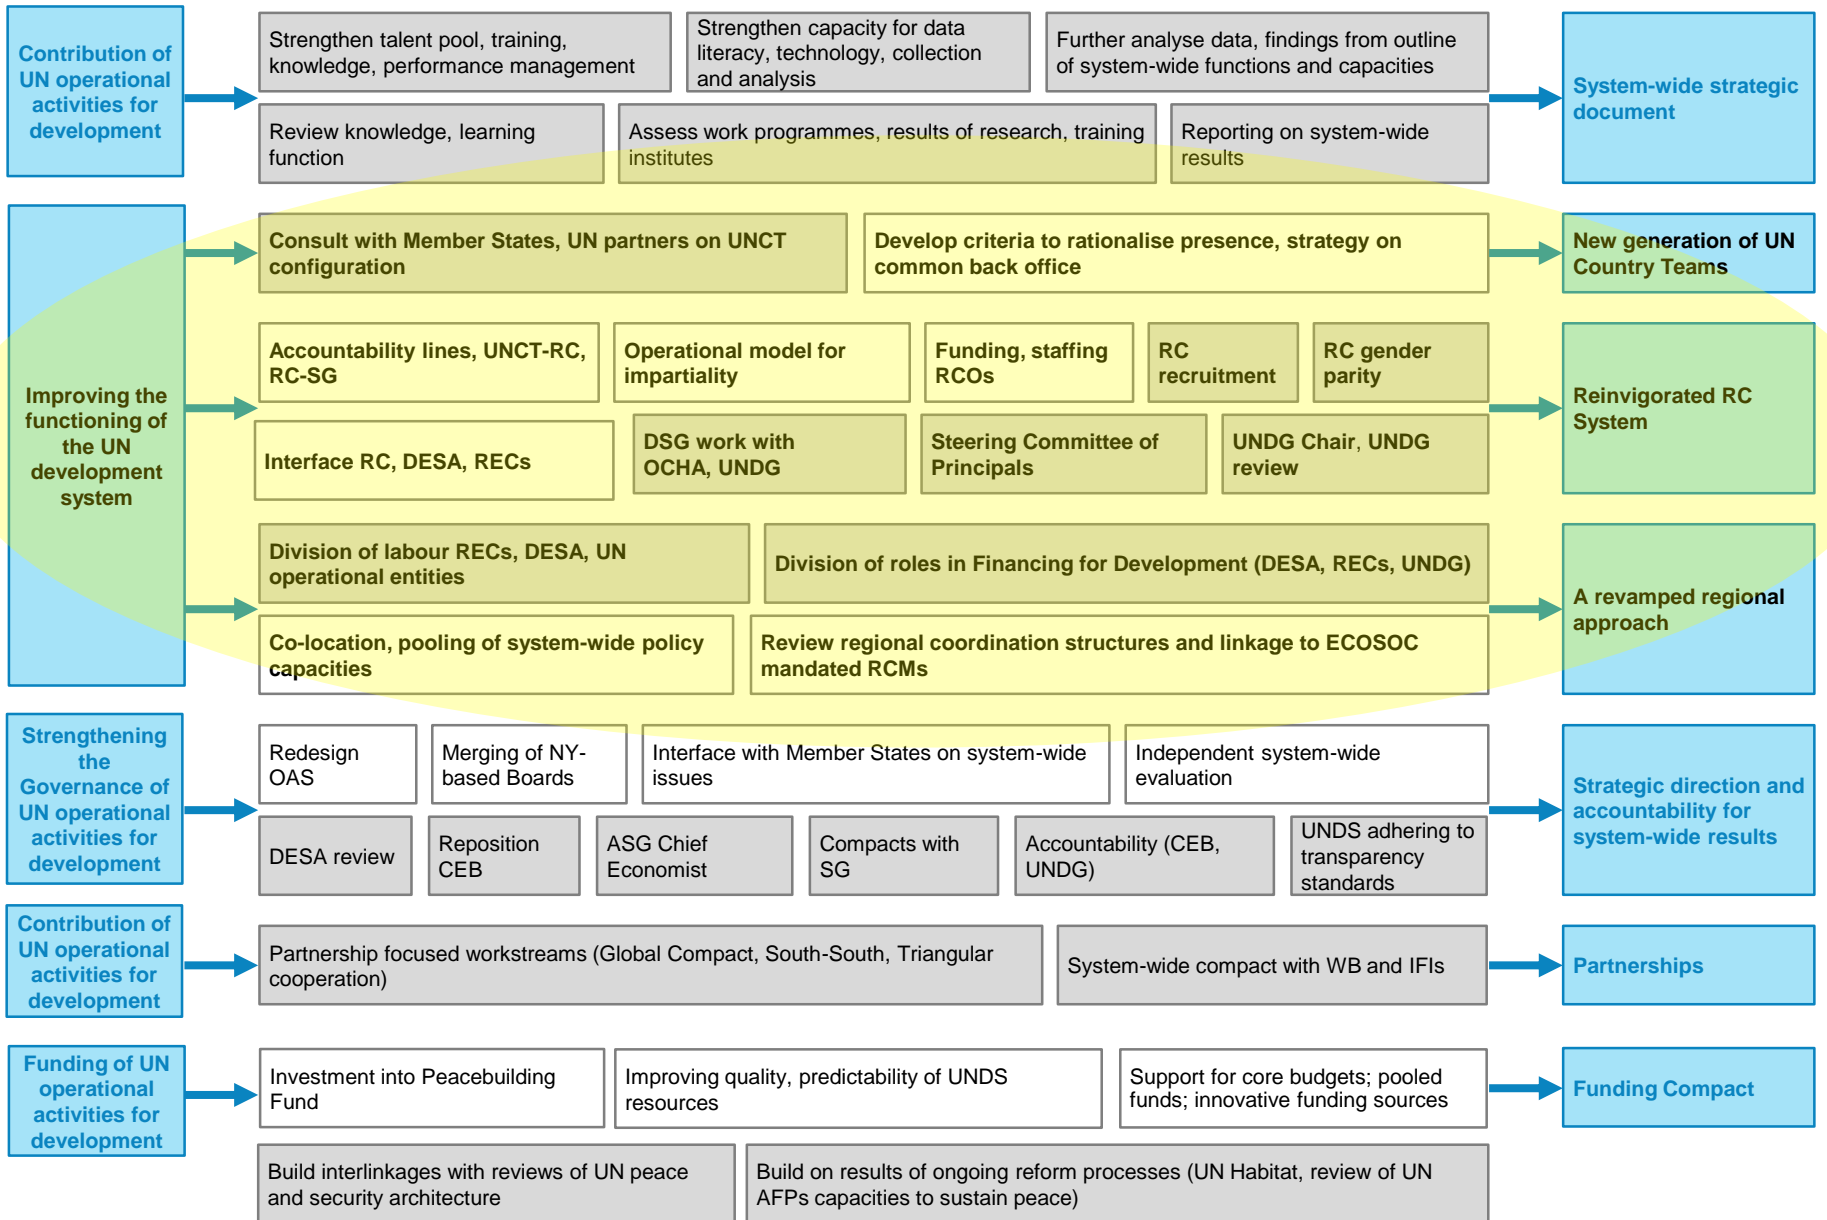 Contribution of
UN operational
activities for
development
Strengthen talent pool, training,
knowledge, performance management
Strengthen capacity for data
literacy, technology, collection
and analysis
Further analyse data, findings from outline
of system-wide functions and capacities
Review knowledge, learning
function
Assess work programmes, results of research, training
institutes
Reporting on system-wide
results
System-wide strategic
document
Improving the
functioning of
the UN
development
system
Consult with Member States, UN partners on UNCT
configuration
Develop criteria to rationalise presence, strategy on
common back office
New generation of UN
Country Teams
Accountability lines, UNCT-RC,
RC-SG
Operational model for
impartiality
Funding, staffing
RCOs
RC
recruitment
RC gender
parity
Interface RC, DESA, RECs
DSG work with
OCHA, UNDG
Steering Committee of
Principals
UNDG Chair, UNDG
review
Reinvigorated RC
System
Division of labour RECs, DESA, UN
operational entities
Division of roles in Financing for Development (DESA, RECs, UNDG)
Co-location, pooling of system-wide policy
capacities
Review regional coordination structures and linkage to ECOSOC
mandated RCMs
A revamped regional
approach
Strengthening
the
Governance of
UN operational
activities for
development
Redesign
OAS
Merging of NY-
based Boards
Interface with Member States on system-wide
issues
Independent system-wide
evaluation
DESA review
Reposition
CEB
ASG Chief
Economist
Compacts with
SG
Accountability (CEB,
UNDG)
UNDS adhering to
transparency
standards
Strategic direction and
accountability for
system-wide results
Contribution of
UN operational
activities for
development
Partnership focused workstreams (Global Compact, South-South, Triangular
cooperation)
System-wide compact with WB and IFIs
Partnerships
Funding of UN
operational
activities for
development
Investment into Peacebuilding
Fund
Improving quality, predictability of UNDS
resources
Support for core budgets; pooled
funds; innovative funding sources
Funding Compact
Build interlinkages with reviews of UN peace
and security architecture
Build on results of ongoing reform processes (UN Habitat, review of UN
AFPs capacities to sustain peace)